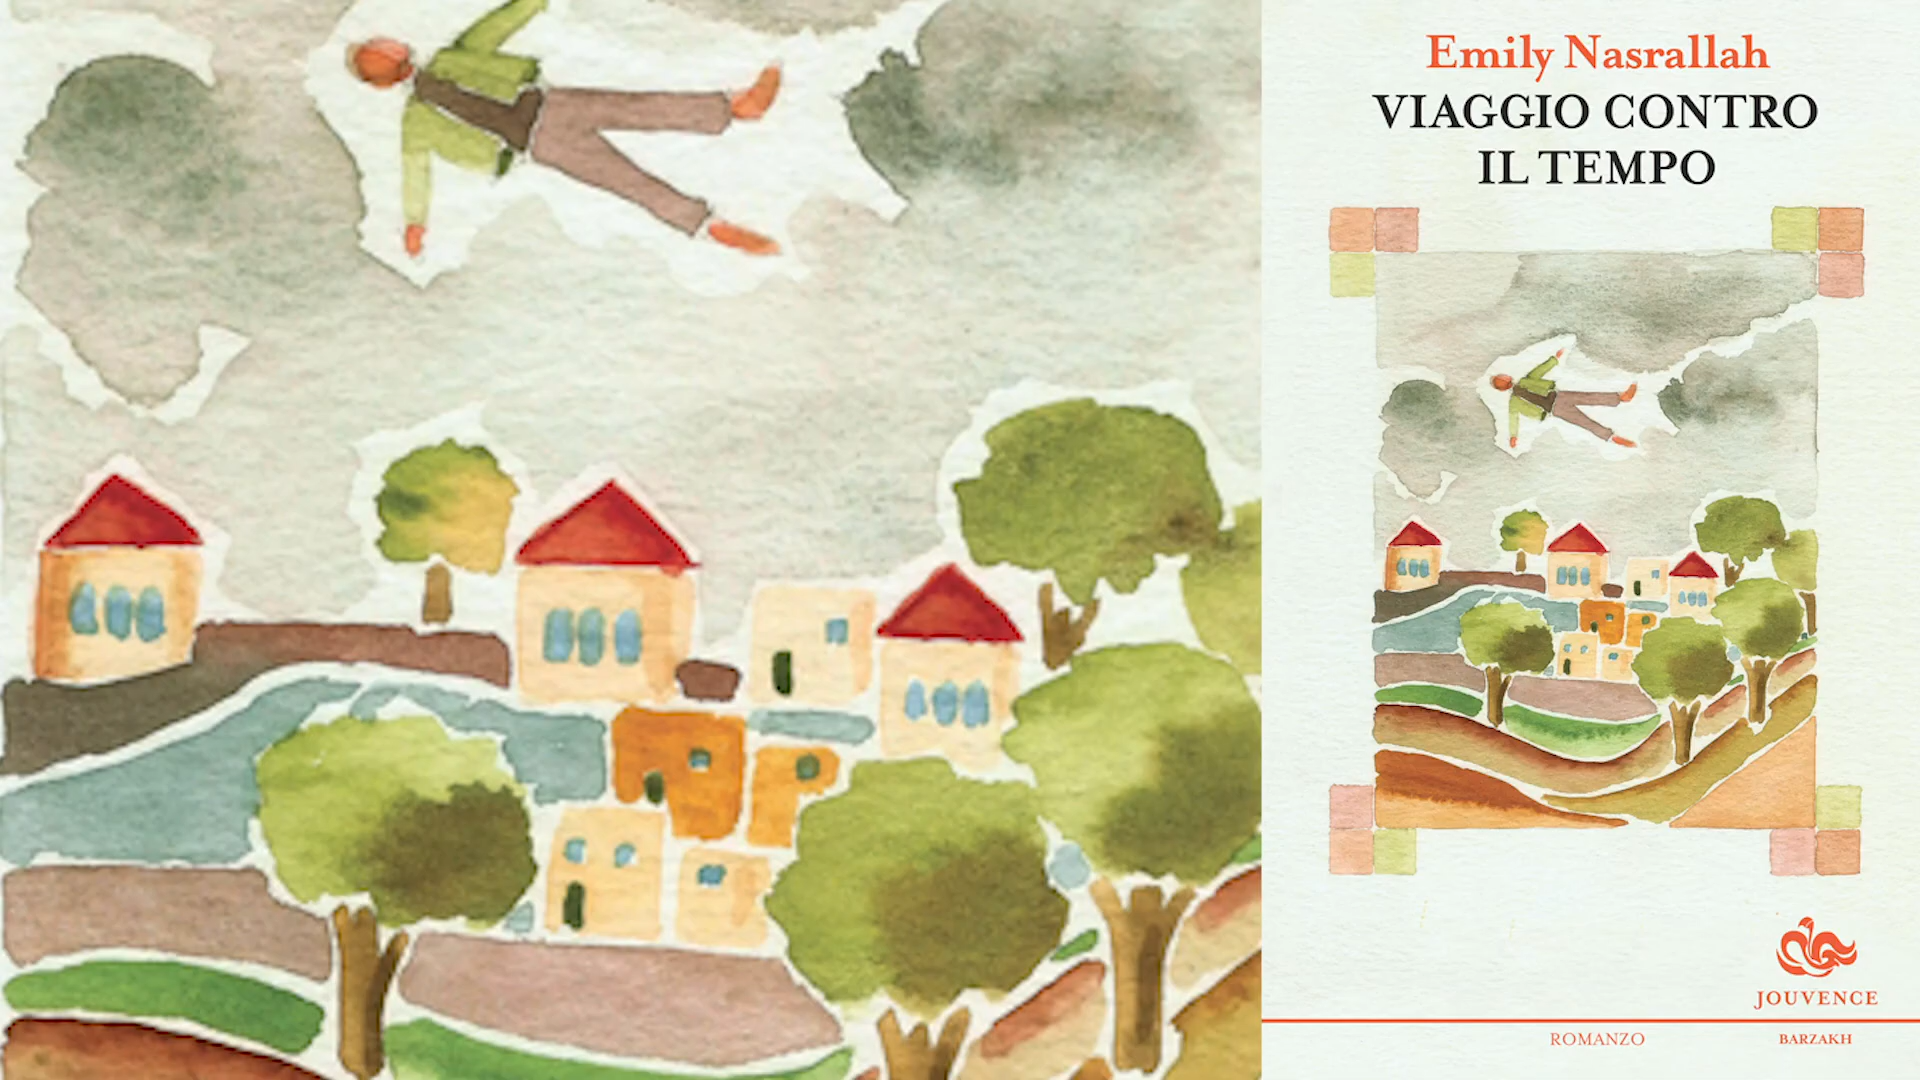 Emily Nasrallah
VIAGGIO CONTRO
IL TEMPO
JOUVENCE
ROMANZO
BARZAKH